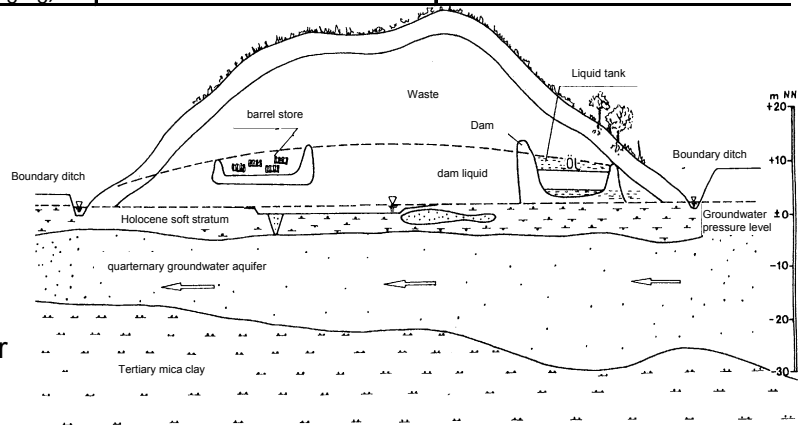 Liquid tank
m NN
+20
Waste
barrel store
Dam
ÖL
Boundary ditch
+10
Boundary ditch
dam liquid
± 0
Holocene soft stratum
Groundwater
pressure level
quarternary groundwater aquifer
-10
-20
r
Tertiary mica clay
-30